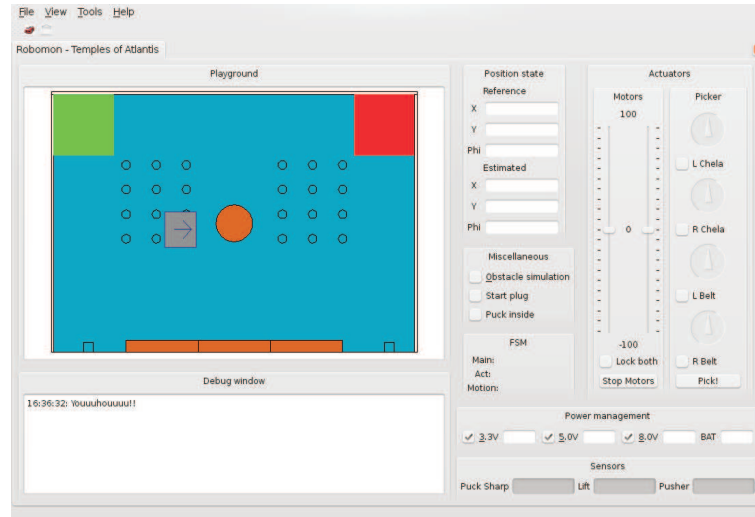 File View Tools Help
Robomon - Temples of Atlantis
Playground
Position state
Reference
X
Y
Phi
Estimated
X
Y
Phi
Miscellaneous
Obstacle simulation
Start plug
Puck inside
FSM
Main:
Act:
Motion:
Actuators
Motors
100
0
-100
Lock both
Stop Motors
Picker
L Chela
R Chela
L Belt
R Belt
Pick!
Debug window
16:36:32: Youuuhouuuu!!
Power management
3.3V 5.0V 8.0V BAT
Sensors
Puck Sharp Lift Pusher